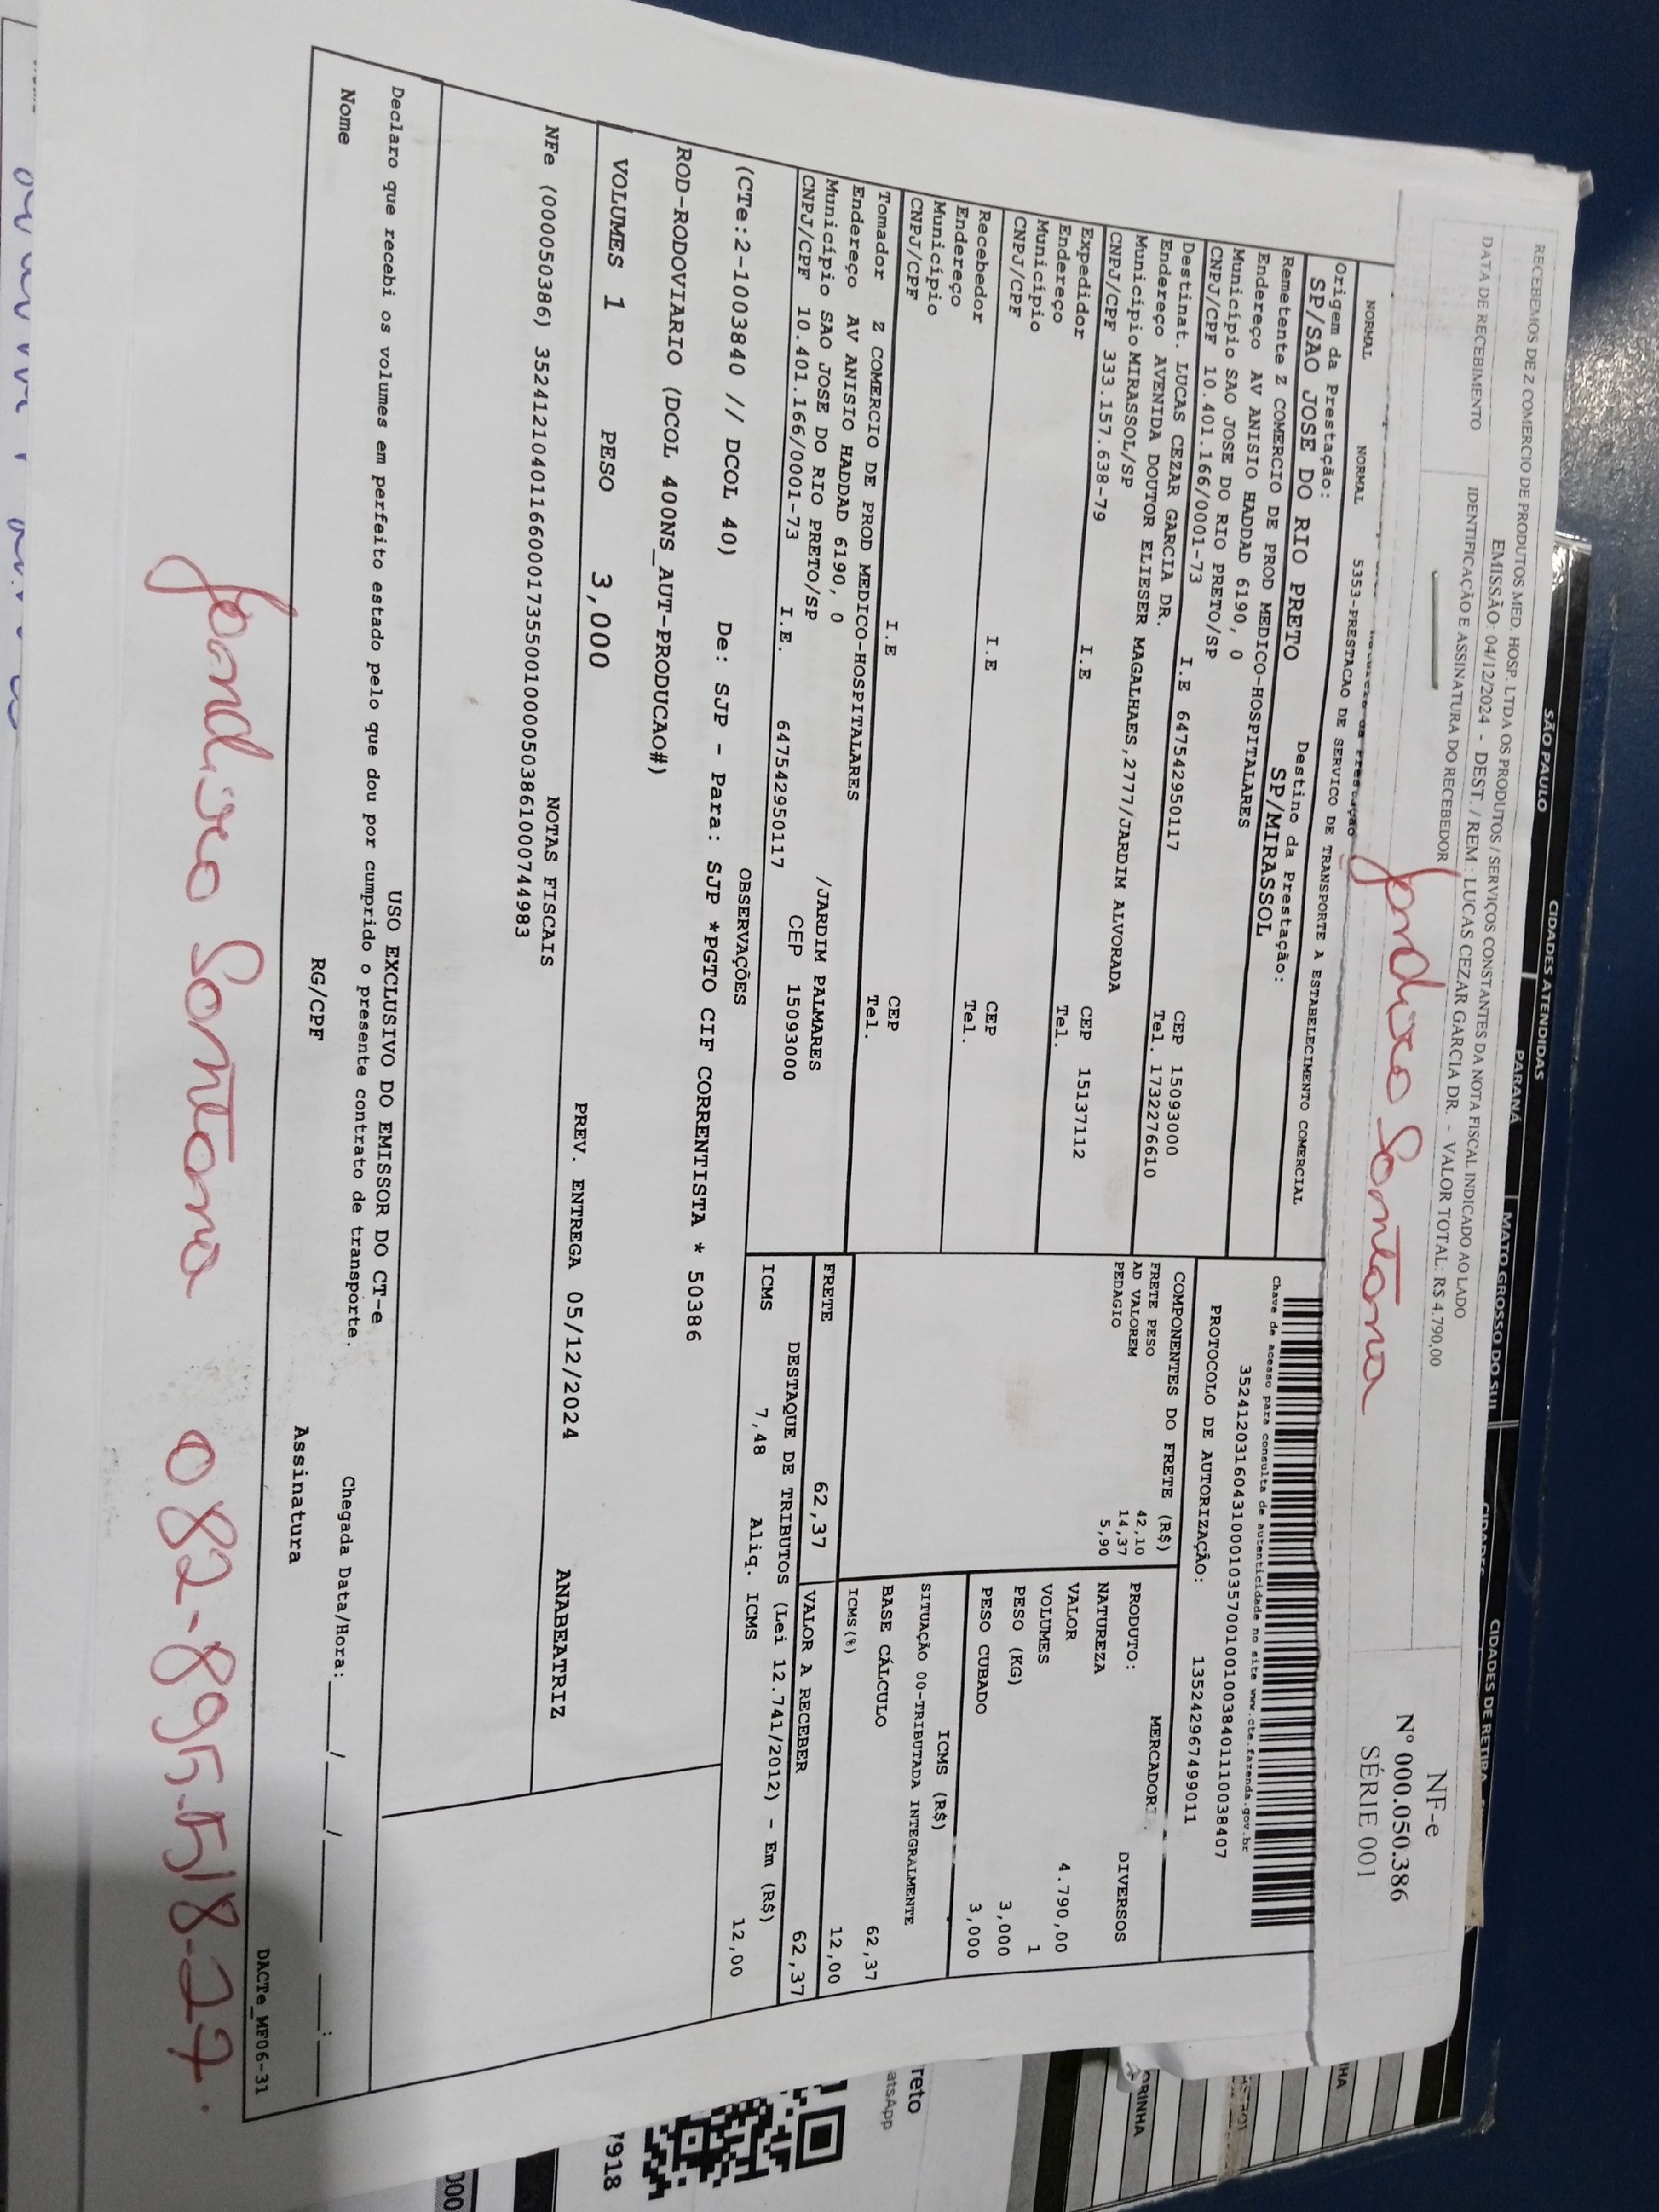 SÃO PAULO
CIDADES ATENDIDAS
PARANÁ
MATO GROSSO DO SUL
CIDADES DE RETIRA
RECEBEMOS DE Z COMERCIO DE PRODUTOS MED. HOSP. LTDA OS PRODUTOS / SERVIÇOS CONSTANTES DA NOTA FISCAL INDICADO AO LADO
EMISSÃO: 04/12/2024 - DEST. / REM.: LUCAS CEZAR GARCIA DR. - VALOR TOTAL: R$ 4.790,00
DATA DE RECEBIMENTO
IDENTIFICAÇÃO E ASSINATURA DO RECEBEDOR
NF-e
Nº 000.050.386
SÉRIE 001
Santana
NORMAL NORMAL 5353-PRESTACAO DE SERVICO DE TRANSPORTE A ESTABELECIMENTO COMERCIAL
Origem da Prestação: Destino da Prestação:
SP/SAO JOSE DO RIO PRETO SP/MIRASSOL
Remetente Z COMERCIO DE PROD MEDICO-HOSPITALARES
Endereço AV ANISIO HADDAD 6190, 0
Município SAO JOSE DO RIO PRETO/SP CEP 15093000
CNPJ/CPF 10.401.166/0001-73 I.E 647542950117 Tel. 1732276610
Destinat. LUCAS CEZAR GARCIA DR.
Endereço AVENIDA DOUTOR ELIESER MAGALHAES,2777/JARDIM ALVORADA
Município MIRASSOL/SP CEP 15137112
CNPJ/CPF 333.157.638-79 I.E Tel.
Expedidor
Endereço
Município CEP
CNPJ/CPF I.E Tel.
Recebedor
Endereço
Município CEP
CNPJ/CPF I.E Tel.
Tomador Z COMERCIO DE PROD MEDICO-HOSPITALARES
Endereço AV ANISIO HADDAD 6190, 0 /JARDIM PALMARES
Município SAO JOSE DO RIO PRETO/SP CEP 15093000
CNPJ/CPF 10.401.166/0001-73 I.E. 647542950117
Chave de acesso para consulta de autenticidade no site www.cte.fazenda.gov.br
35241203160431000103570010010038401110038407
PROTOCOLO DE AUTORIZAÇÃO: 135242967499011
COMPONENTES DO FRETE (R$)
FRETE PESO 42,10
AD VALOREM 14,37
PEDAGIO 5,90
PRODUTO: MERCADORI
NATUREZA DIVERSOS
VALOR 4.790,00
VOLUMES 1
PESO (KG) 3,000
PESO CUBADO 3,000
ICMS (R$)
SITUAÇÃO 00-TRIBUTADA INTEGRALMENTE
BASE CÁLCULO 62,37
ICMS(%) 12,00
FRETE 62,37 VALOR A RECEBER 62,37
DESTAQUE DE TRIBUTOS (Lei 12.741/2012) - Em (R$)
ICMS 7,48 Aliq. ICMS 12,00
OBSERVAÇÕES
(CTe:2-1003840 // DCOL 40) De: SJP - Para: SJP *PGTO CIF CORRENTISTA * 50386
ROD-RODOVIARIO (DCOL 400NS_AUT-PRODUCAO#)
VOLUMES 1 PESO 3,000 PREV. ENTREGA 05/12/2024 ANABEATRIZ
NOTAS FISCAIS
NFe (000050386) 35241210401166000173550010000503861000744983
USO EXCLUSIVO DO EMISSOR DO CT-e
Declaro que recebi os volumes em perfeito estado pelo que dou por cumprido o presente contrato de transporte.
Chegada Data/Hora: ____/____/____ ___:___
Nome RG/CPF Assinatura
DACTe_MF06-31
Santana 082-895518-27.
reto
atsApp
7918
000